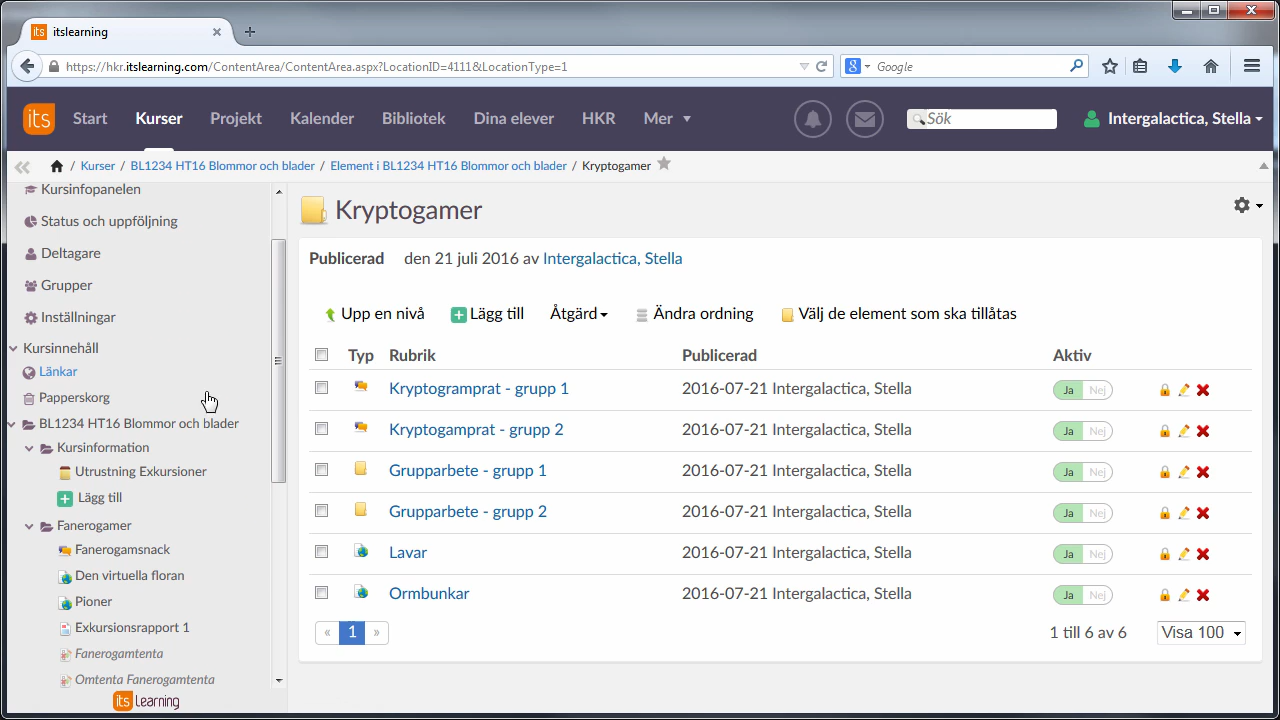 its itslearning
https://hkr.itslearning.com/ContentArea/ContentArea.aspx?LocationID=4111&LocationType=1
8 Google
its Start Kurser Projekt Kalender Bibliotek Dina elever HKR Mer Sök Intergalactica, Stella
/ Kurser / BL1234 HT16 Blommor och blader / Element i BL1234 HT16 Blommor och blader / Kryptogamer
Kursinfopanelen
Status och uppföljning
Deltagare
Grupper
Inställningar
Kursinnehåll
Länkar
Papperskorg
BL1234 HT16 Blommor och blader
Kursinformation
Utrustning Exkursioner
Lägg till
Fanerogamer
Fanerogamsnack
Den virtuella floran
Pioner
Exkursionsrapport 1
Fanerogamtenta
Omtenta Fanerogamtenta
its Learning
Kryptogamer
Publicerad den 21 juli 2016 av Intergalactica, Stella
Upp en nivå Lägg till Åtgärd Ändra ordning Välj de element som ska tillåtas
Typ Rubrik Publicerad Aktiv
Kryptogramprat - grupp 1 2016-07-21 Intergalactica, Stella Ja Nej
Kryptogamprat - grupp 2 2016-07-21 Intergalactica, Stella Ja Nej
Grupparbete - grupp 1 2016-07-21 Intergalactica, Stella Ja Nej
Grupparbete - grupp 2 2016-07-21 Intergalactica, Stella Ja Nej
Lavar 2016-07-21 Intergalactica, Stella Ja Nej
Ormbunkar 2016-07-21 Intergalactica, Stella Ja Nej
« 1 » 1 till 6 av 6 Visa 100